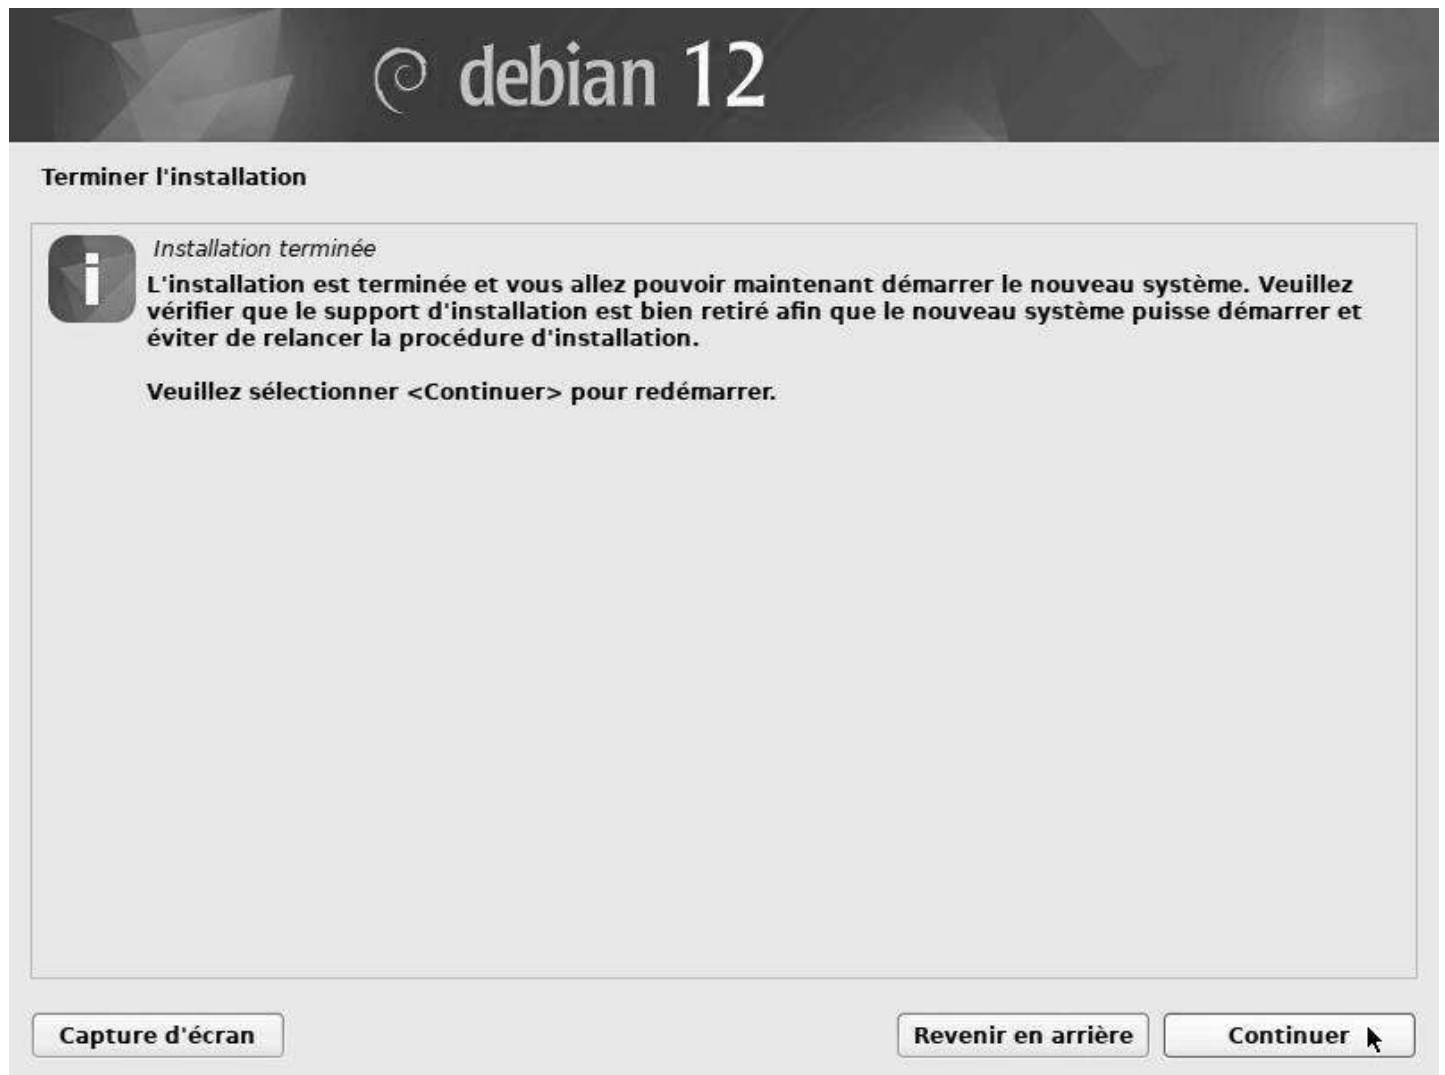 debian 12
Terminer l'installation
Installation terminée
L'installation est terminée et vous allez pouvoir maintenant démarrer le nouveau système. Veuillez
vérifier que le support d'installation est bien retiré afin que le nouveau système puisse démarrer et
éviter de relancer la procédure d'installation.
Veuillez sélectionner <Continuer> pour redémarrer.
Capture d'écran
Revenir en arrière
Continuer